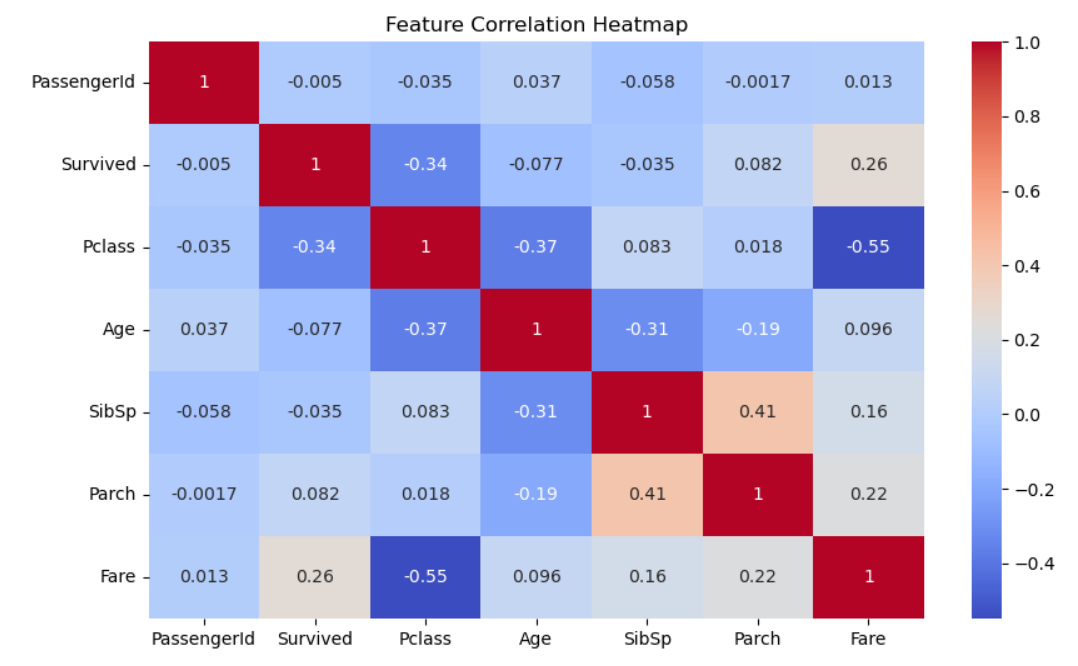 Feature Correlation Heatmap
PassengerId 1 -0.005 -0.035 0.037 -0.058 -0.0017 0.013
Survived -0.005 1 -0.34 -0.077 -0.035 0.082 0.26
Pclass -0.035 -0.34 1 -0.37 0.083 0.018 -0.55
Age 0.037 -0.077 -0.37 1 -0.31 -0.19 0.096
SibSp -0.058 -0.035 0.083 -0.31 1 0.41 0.16
Parch -0.0017 0.082 0.018 -0.19 0.41 1 0.22
Fare 0.013 0.26 -0.55 0.096 0.16 0.22 1
PassengerId Survived Pclass Age SibSp Parch Fare
1.0
0.8
0.6
0.4
0.2
0.0
−0.2
−0.4